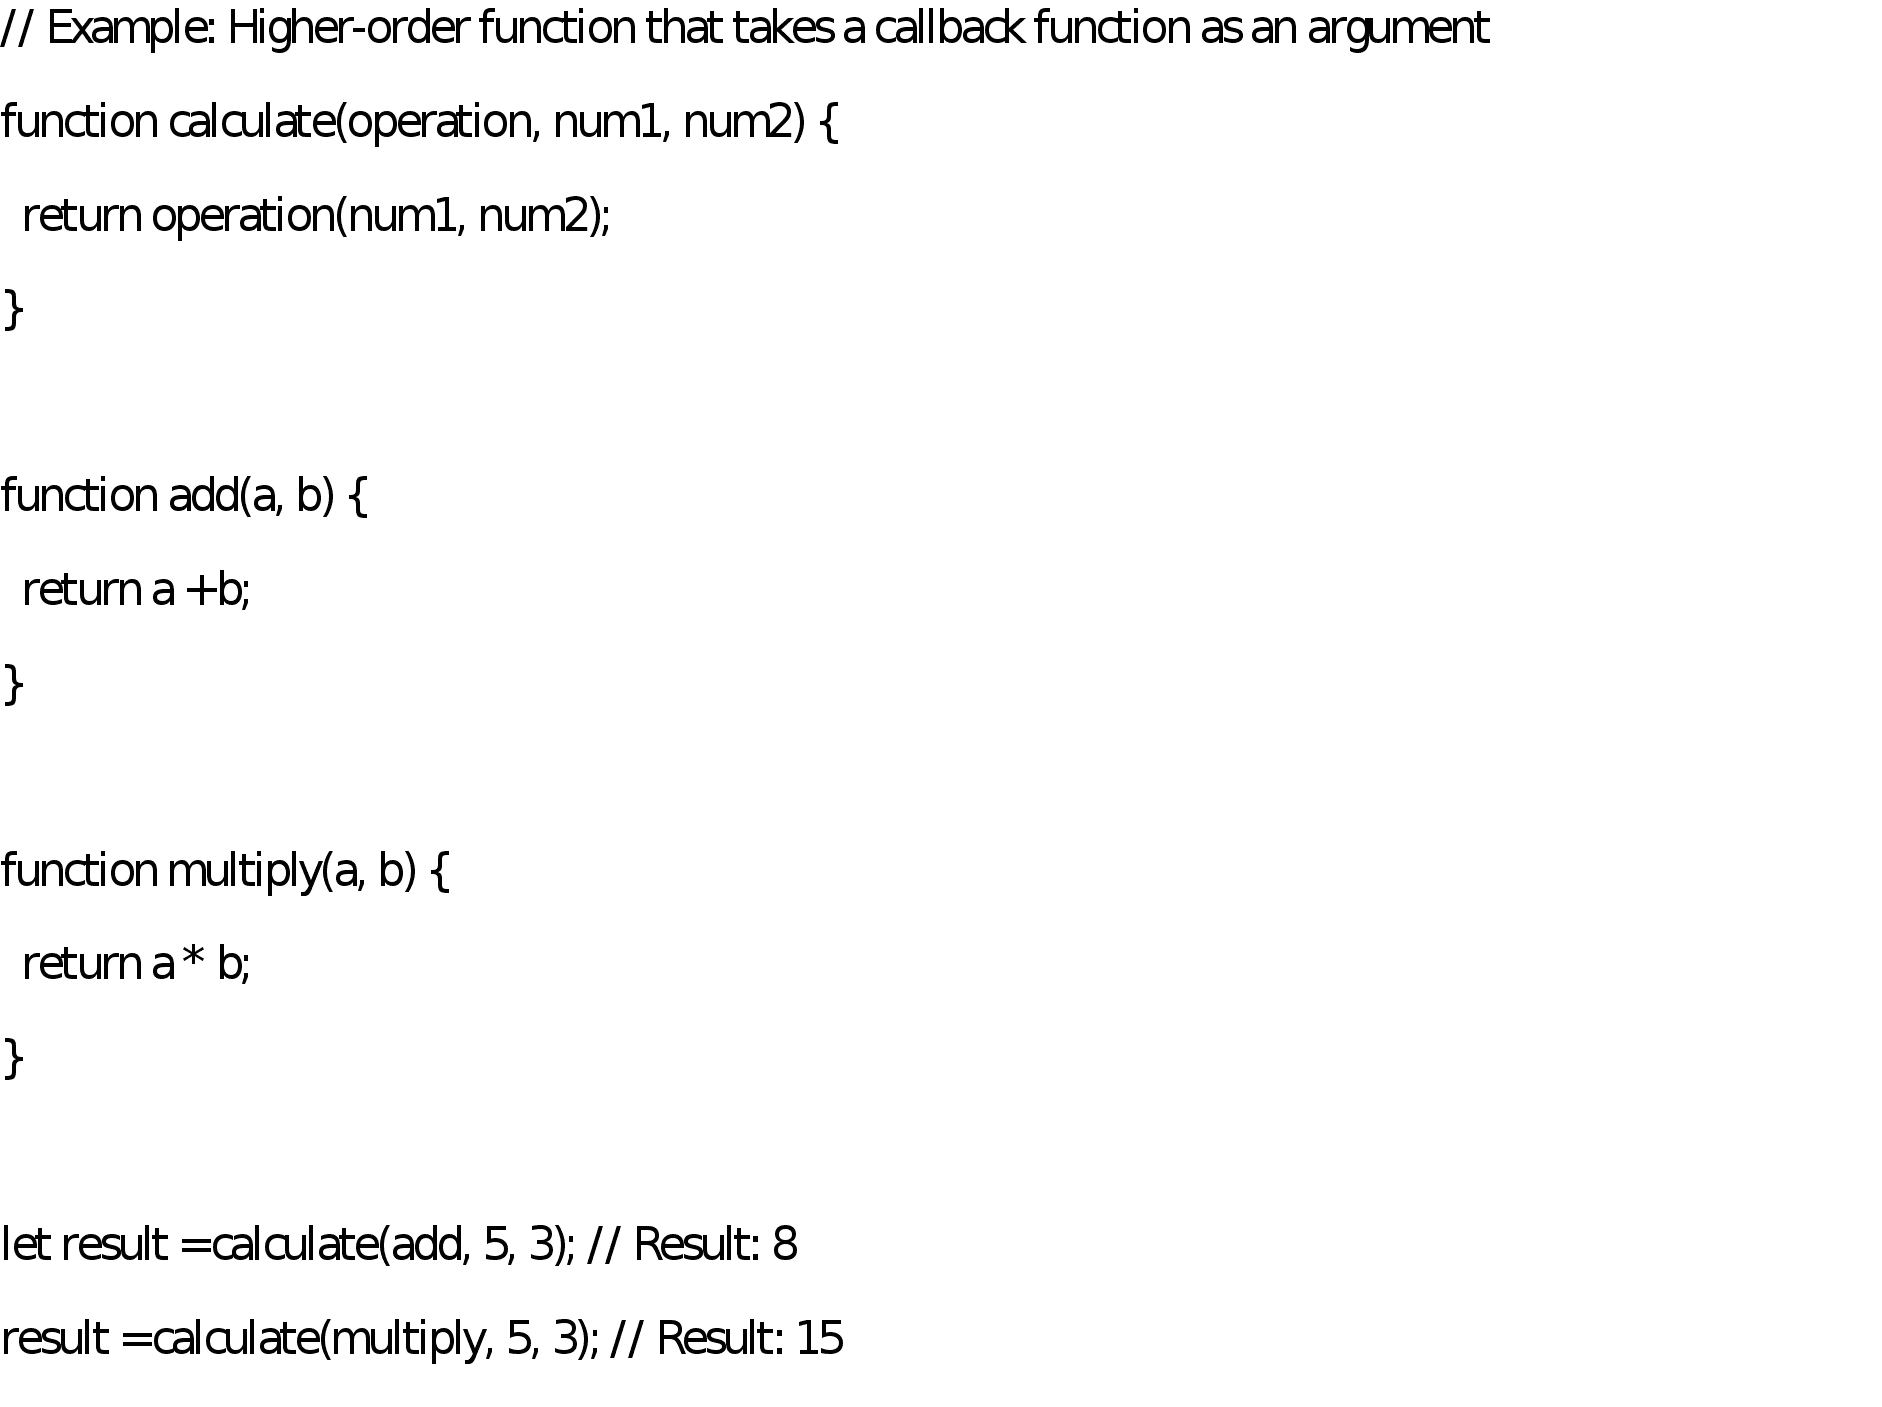 // Example: Higher-order function that takes a callback function as an argument
function calculate(operation, num1, num2) {
  return operation(num1, num2);
}

function add(a, b) {
  return a + b;
}

function multiply(a, b) {
  return a * b;
}

let result = calculate(add, 5, 3); // Result: 8
result = calculate(multiply, 5, 3); // Result: 15